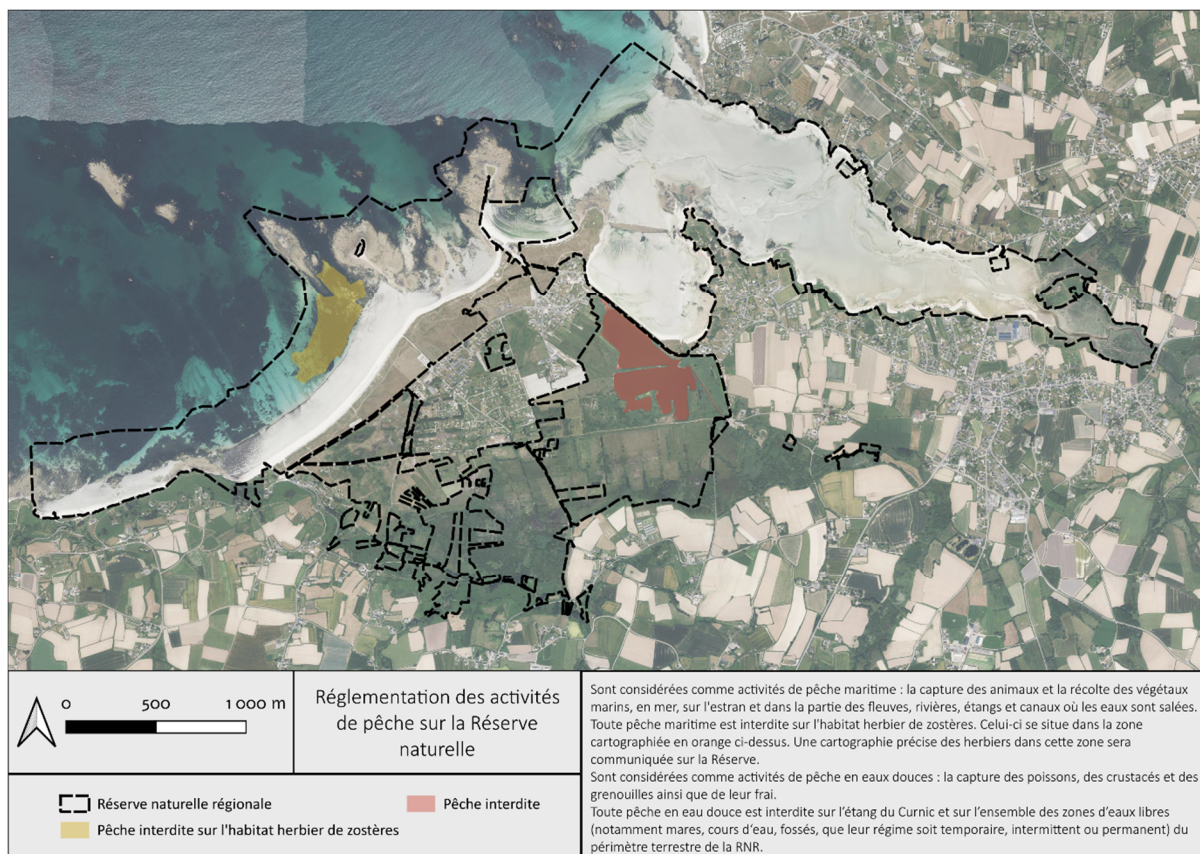 0 500 1 000 m
Réglementation des activités
de pêche sur la Réserve
naturelle
Réserve naturelle régionale
Pêche interdite
Pêche interdite sur l'habitat herbier de zostères
Sont considérées comme activités de pêche maritime : la capture des animaux et la récolte des végétaux
marins, en mer, sur l'estran et dans la partie des fleuves, rivières, étangs et canaux où les eaux sont salées.
Toute pêche maritime est interdite sur l'habitat herbier de zostères. Celui-ci se situe dans la zone
cartographiée en orange ci-dessus. Une cartographie précise des herbiers dans cette zone sera
communiquée sur la Réserve.
Sont considérées comme activités de pêche en eaux douces : la capture des poissons, des crustacés et des
grenouilles ainsi que de leur frai.
Toute pêche en eau douce est interdite sur l'étang du Curnic et sur l'ensemble des zones d'eaux libres
(notamment mares, cours d'eau, fossés, que leur régime soit temporaire, intermittent ou permanent) du
périmètre terrestre de la RNR.